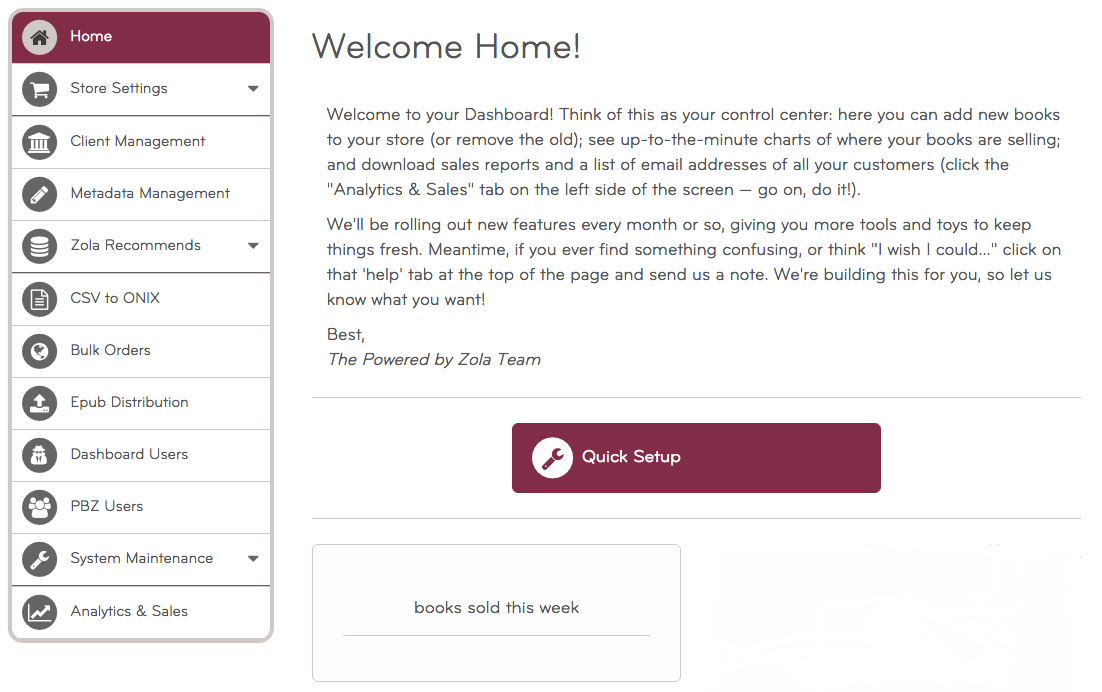 Home
Store Settings
Client Management
Metadata Management
Zola Recommends
CSV to ONIX
Bulk Orders
Epub Distribution
Dashboard Users
PBZ Users
System Maintenance
Analytics & Sales
Welcome Home!
Welcome to your Dashboard! Think of this as your control center: here you can add new books
to your store (or remove the old); see up-to-the-minute charts of where your books are selling;
and download sales reports and a list of email addresses of all your customers (click the
"Analytics & Sales" tab on the left side of the screen — go on, do it!).
We'll be rolling out new features every month or so, giving you more tools and toys to keep
things fresh. Meantime, if you ever find something confusing, or think "I wish I could..." click on
that 'help' tab at the top of the page and send us a note. We're building this for you, so let us
know what you want!
Best,
The Powered by Zola Team
Quick Setup
books sold this week